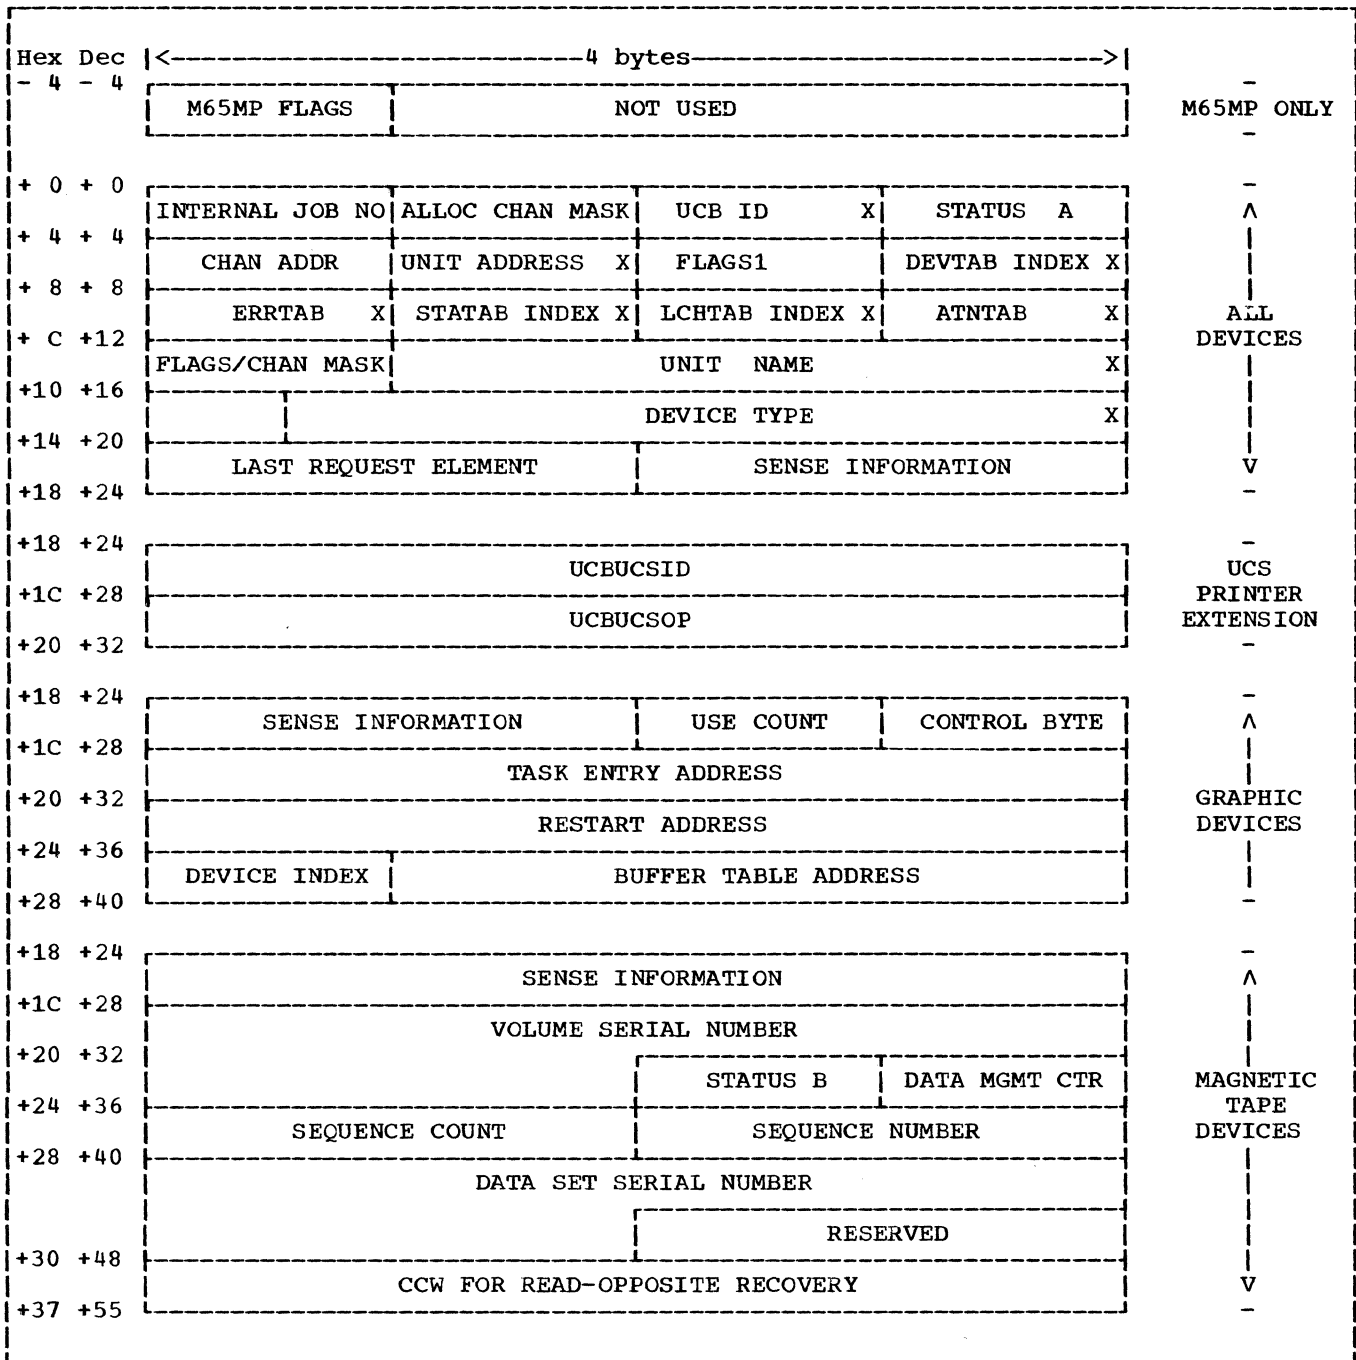 Hex Dec |<-----------------------4 bytes----------------------->|
- 4 - 4
M65MP FLAGS | NOT USED M65MP ONLY
+ 0 + 0
INTERNAL JOB NO|ALLOC CHAN MASK| UCB ID X| STATUS A
+ 4 + 4
CHAN ADDR |UNIT ADDRESS X| FLAGS1 | DEVTAB INDEX X
+ 8 + 8
ERRTAB X| STATAB INDEX X| LCHTAB INDEX X| ATNTAB X ALL
+ C +12 DEVICES
FLAGS/CHAN MASK| UNIT NAME X
+10 +16
DEVICE TYPE X
+14 +20
LAST REQUEST ELEMENT | SENSE INFORMATION
+18 +24
+18 +24
UCBUCSID UCS
+1C +28 PRINTER
UCBUCSOP EXTENSION
+20 +32
+18 +24
SENSE INFORMATION | USE COUNT | CONTROL BYTE
+1C +28
TASK ENTRY ADDRESS
+20 +32 GRAPHIC
RESTART ADDRESS DEVICES
+24 +36
DEVICE INDEX | BUFFER TABLE ADDRESS
+28 +40
+18 +24
SENSE INFORMATION
+1C +28
VOLUME SERIAL NUMBER
+20 +32
STATUS B | DATA MGMT CTR MAGNETIC
+24 +36 TAPE
SEQUENCE COUNT | SEQUENCE NUMBER DEVICES
+28 +40
DATA SET SERIAL NUMBER
RESERVED
+30 +48
CCW FOR READ-OPPOSITE RECOVERY
+37 +55